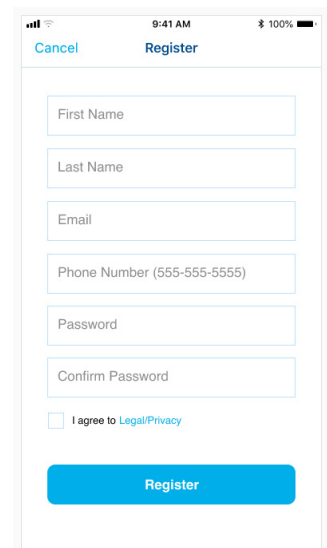 9:41 AM 100%
Cancel Register
First Name
Last Name
Email
Phone Number (555-555-5555)
Password
Confirm Password
I agree to Legal/Privacy
Register